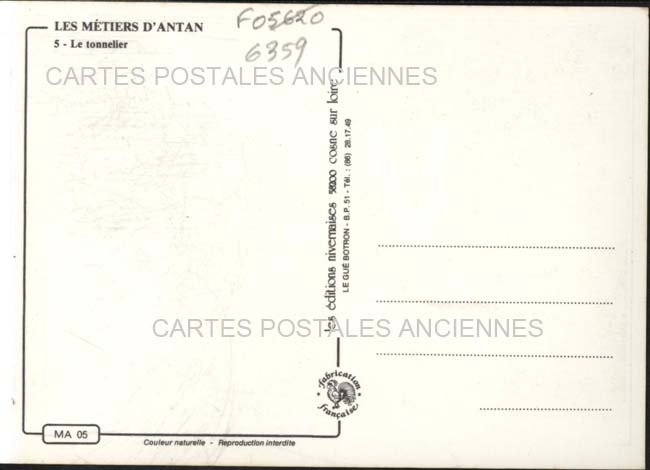 LES MÉTIERS D'ANTAN
5 - Le tonnelier
F05620
6359
CARTES POSTALES ANCIENNES
les éditions nivernaises 58200 cosne sur loire
LE GUÉ BOTRON - B.P. 51 - Tél. : (86) 28.17.49
CARTES POSTALES ANCIENNES
fabrication française
MA 05
Couleur naturelle - Reproduction interdite